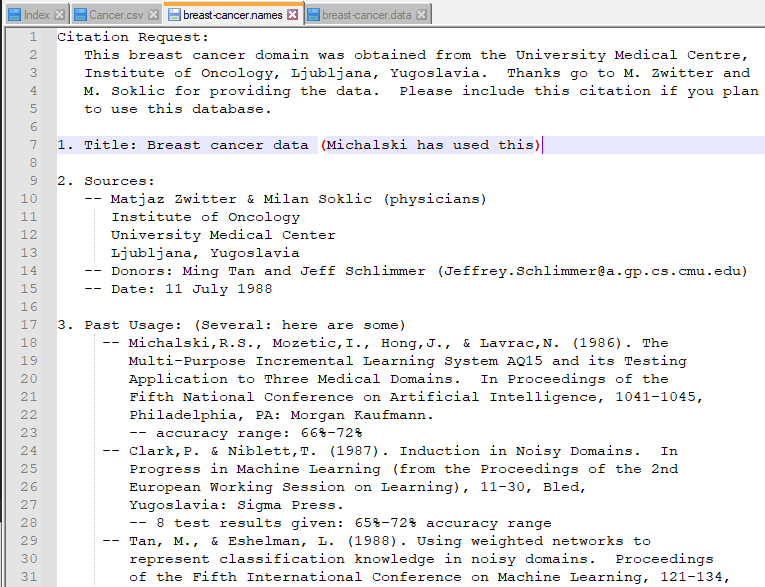 Index
Cancer.csv
breast-cancer.names
breast-cancer.data
1 Citation Request:
2 This breast cancer domain was obtained from the University Medical Centre,
3 Institute of Oncology, Ljubljana, Yugoslavia.  Thanks go to M. Zwitter and
4 M. Soklic for providing the data.  Please include this citation if you plan
5 to use this database.
6
7 1. Title: Breast cancer data (Michalski has used this)
8
9 2. Sources:
10 -- Matjaz Zwitter & Milan Soklic (physicians)
11 Institute of Oncology
12 University Medical Center
13 Ljubljana, Yugoslavia
14 -- Donors: Ming Tan and Jeff Schlimmer (Jeffrey.Schlimmer@a.gp.cs.cmu.edu)
15 -- Date: 11 July 1988
16
17 3. Past Usage: (Several: here are some)
18 -- Michalski,R.S., Mozetic,I., Hong,J., & Lavrac,N. (1986). The
19 Multi-Purpose Incremental Learning System AQ15 and its Testing
20 Application to Three Medical Domains.  In Proceedings of the
21 Fifth National Conference on Artificial Intelligence, 1041-1045,
22 Philadelphia, PA: Morgan Kaufmann.
23 -- accuracy range: 66%-72%
24 -- Clark,P. & Niblett,T. (1987). Induction in Noisy Domains.  In
25 Progress in Machine Learning (from the Proceedings of the 2nd
26 European Working Session on Learning), 11-30, Bled,
27 Yugoslavia: Sigma Press.
28 -- 8 test results given: 65%-72% accuracy range
29 -- Tan, M., & Eshelman, L. (1988). Using weighted networks to
30 represent classification knowledge in noisy domains.  Proceedings
31 of the Fifth International Conference on Machine Learning, 121-134,